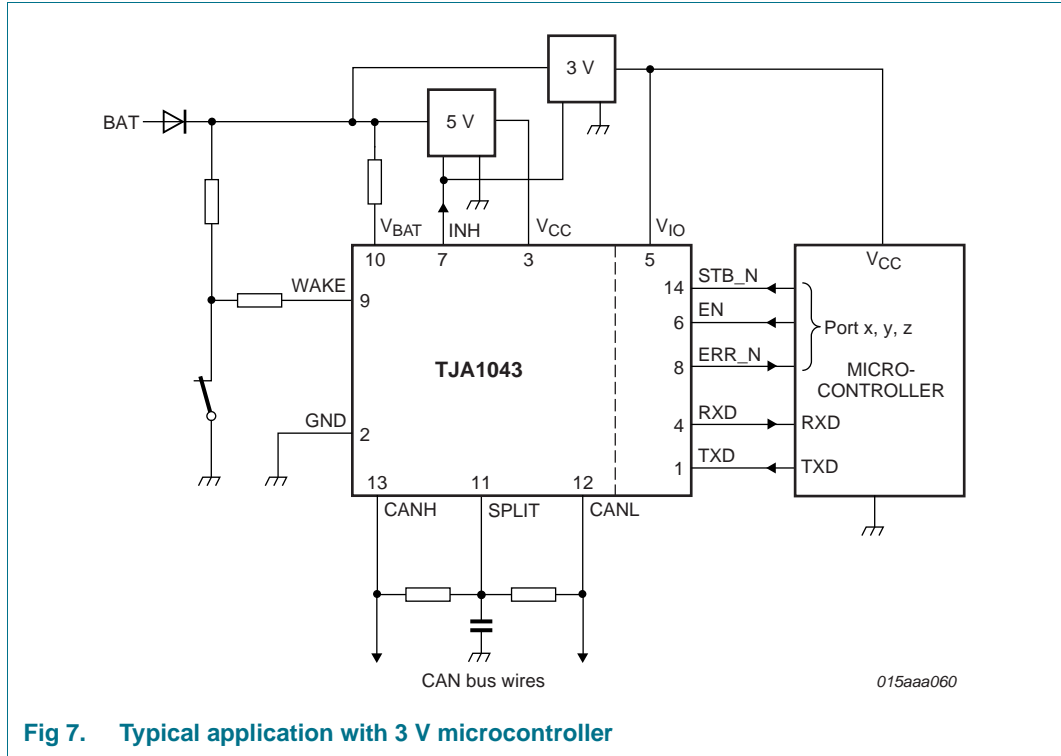 3 V
BAT
5 V
VBAT
INH
VCC
VIO
10
7
3
5
VCC
WAKE
9
14
STB_N
6
EN
Port x, y, z
8
ERR_N
TJA1043
MICRO-
CONTROLLER
GND
2
4
RXD
RXD
1
TXD
TXD
13
11
12
CANH
SPLIT
CANL
CAN bus wires
015aaa060
Fig 7. Typical application with 3 V microcontroller